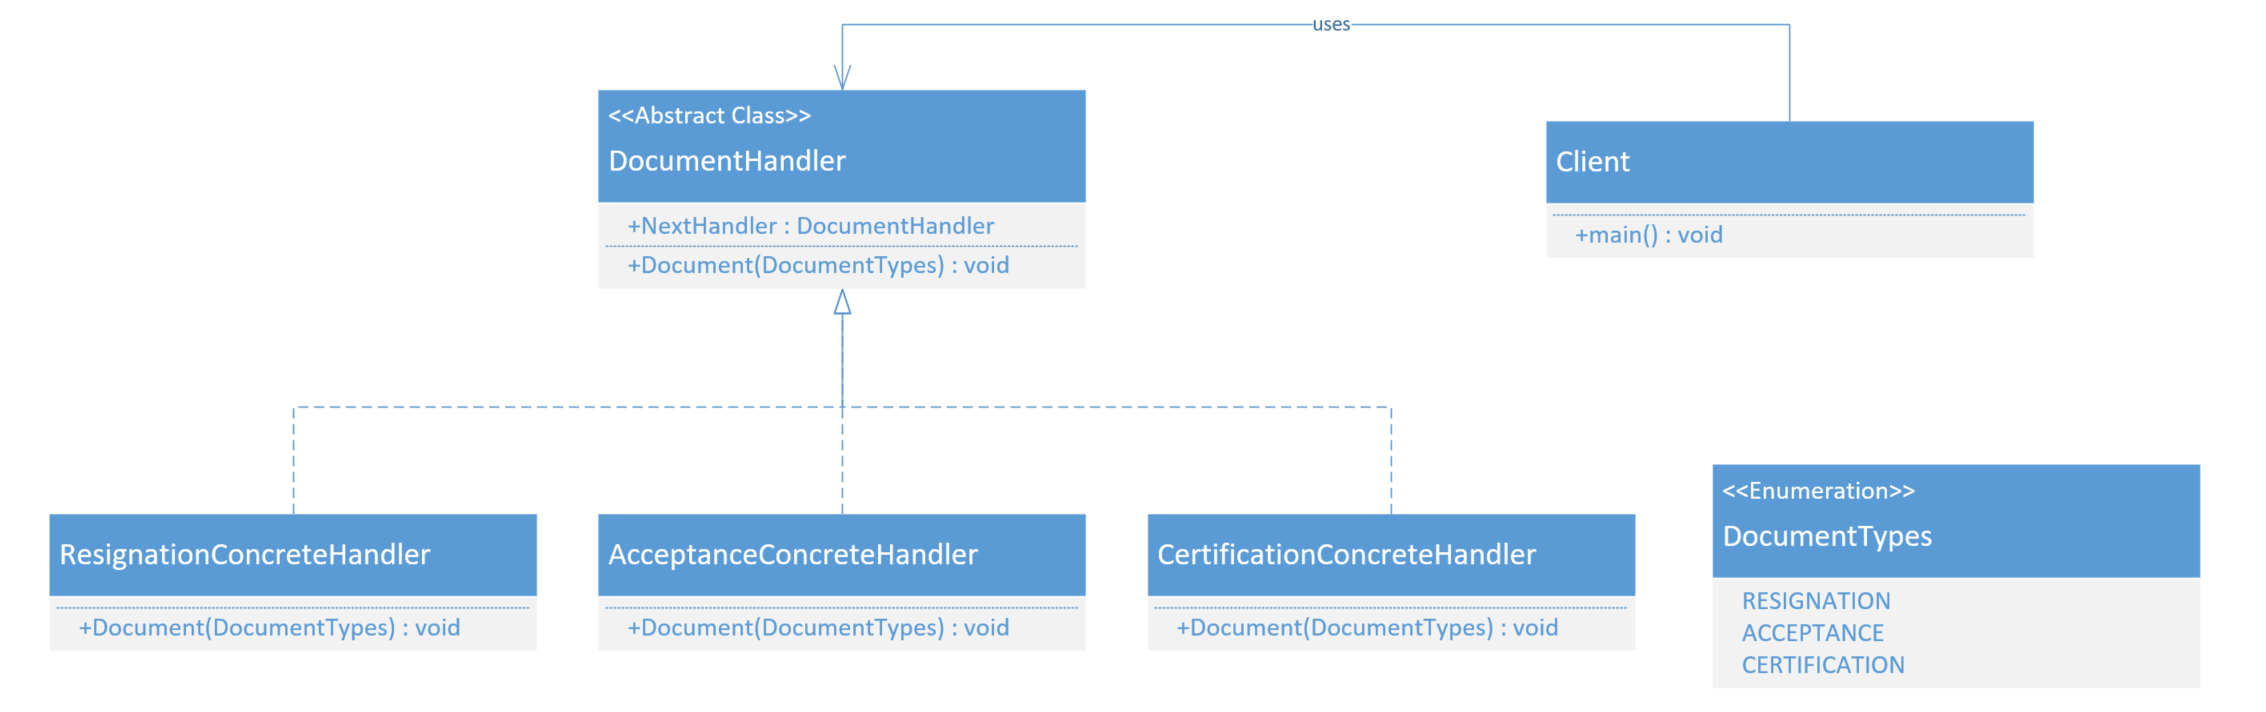 uses
<<Abstract Class>>
DocumentHandler
+NextHandler : DocumentHandler
+Document(DocumentTypes) : void
Client
+main() : void
ResignationConcreteHandler
+Document(DocumentTypes) : void
AcceptanceConcreteHandler
+Document(DocumentTypes) : void
CertificationConcreteHandler
+Document(DocumentTypes) : void
<<Enumeration>>
DocumentTypes
RESIGNATION
ACCEPTANCE
CERTIFICATION